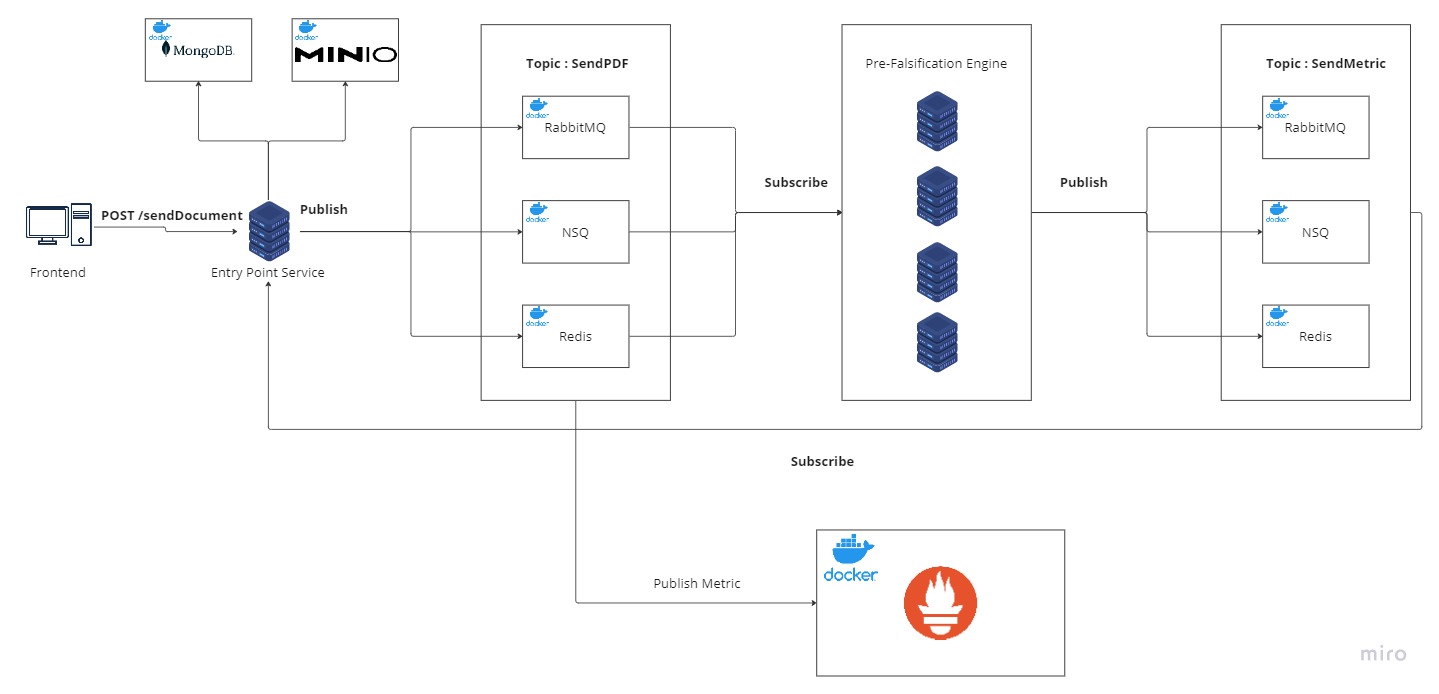 docker
MongoDB
docker
MINIO
Topic : SendPDF
docker
RabbitMQ
docker
NSQ
docker
Redis
Pre-Falsification Engine
Topic : SendMetric
docker
RabbitMQ
docker
NSQ
docker
Redis
Subscribe
Publish
POST /sendDocument
Publish
Frontend
Entry Point Service
Subscribe
Publish Metric
docker
miro